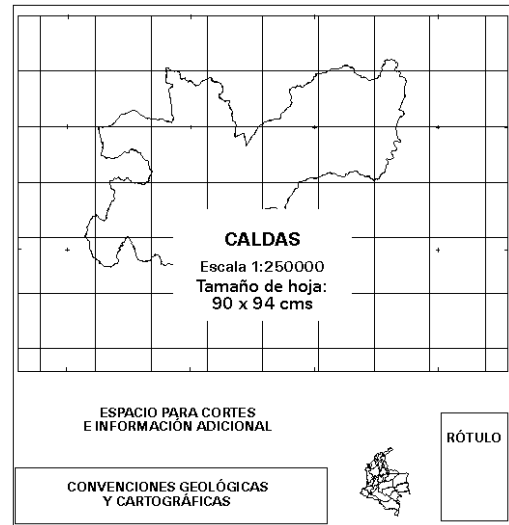 CALDAS
Escala 1:250000
Tamaño de hoja:
90 x 94 cms
ESPACIO PARA CORTES
E INFORMACIÓN ADICIONAL
RÓTULO
CONVENCIONES GEOLÓGICAS
Y CARTOGRÁFICAS